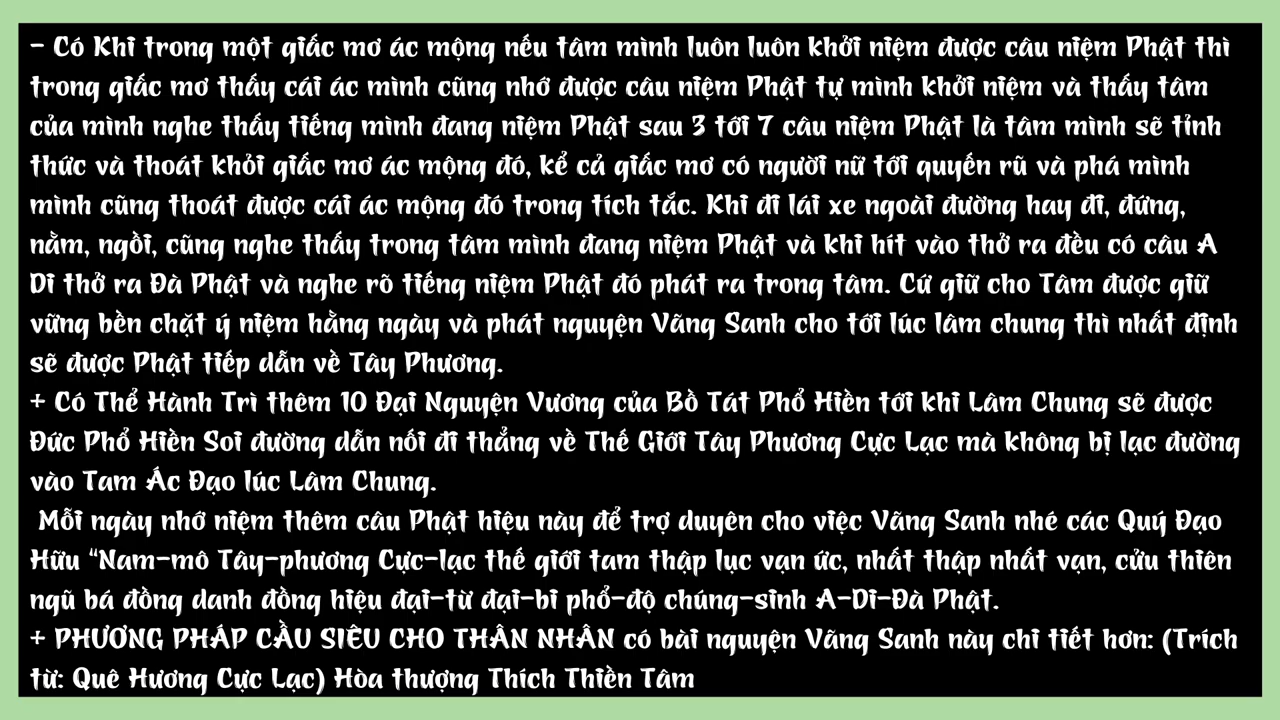 - Có Khi trong một giấc mơ ác mộng nếu tâm mình luôn luôn khởi niệm được câu niệm Phật thì
trong giấc mơ thấy cái ác mình cũng nhớ được câu niệm Phật tự mình khởi niệm và thấy tâm
của mình nghe thấy tiếng mình đang niệm Phật sau 3 tới 7 câu niệm Phật là tâm mình sẽ tỉnh
thức và thoát khỏi giấc mơ ác mộng đó, kể cả giấc mơ có người nữ tới quyến rũ và phá mình
mình cũng thoát được cái ác mộng đó trong tích tắc. Khi đi lái xe ngoài đường hay đi, đứng,
nằm, ngồi, cũng nghe thấy trong tâm mình đang niệm Phật và khi hít vào thở ra đều có câu A
Di thở ra Đà Phật và nghe rõ tiếng niệm Phật đó phát ra trong tâm. Cứ giữ cho Tâm được giữ
vững bền chặt ý niệm hằng ngày và phát nguyện Vãng Sanh cho tới lúc lâm chung thì nhất định
sẽ được Phật tiếp dẫn về Tây Phương.
+ Có Thể Hành Trì thêm 10 Đại Nguyện Vương của Bồ Tát Phổ Hiền tới khi Lâm Chung sẽ được
Đức Phổ Hiền Soi đường dẫn nối đi thẳng về Thế Giới Tây Phương Cực Lạc mà không bị lạc đường
vào Tam Ác Đạo lúc Lâm Chung.
Mỗi ngày nhớ niệm thêm câu Phật hiệu này để trợ duyên cho việc Vãng Sanh nhé các Quý Đạo
Hữu "Nam-mô Tây-phương Cực-lạc thế giới tam thập lục vạn ức, nhất thập nhất vạn, cửu thiên
ngũ bá đồng danh đồng hiệu đại-từ đại-bi phổ-độ chúng-sinh A-Di-Đà Phật.
+ PHƯƠNG PHÁP CẦU SIÊU CHO THÂN NHÂN có bài nguyện Vãng Sanh này chi tiết hơn: (Trích
từ: Quê Hương Cực Lạc) Hòa thượng Thích Thiền Tâm